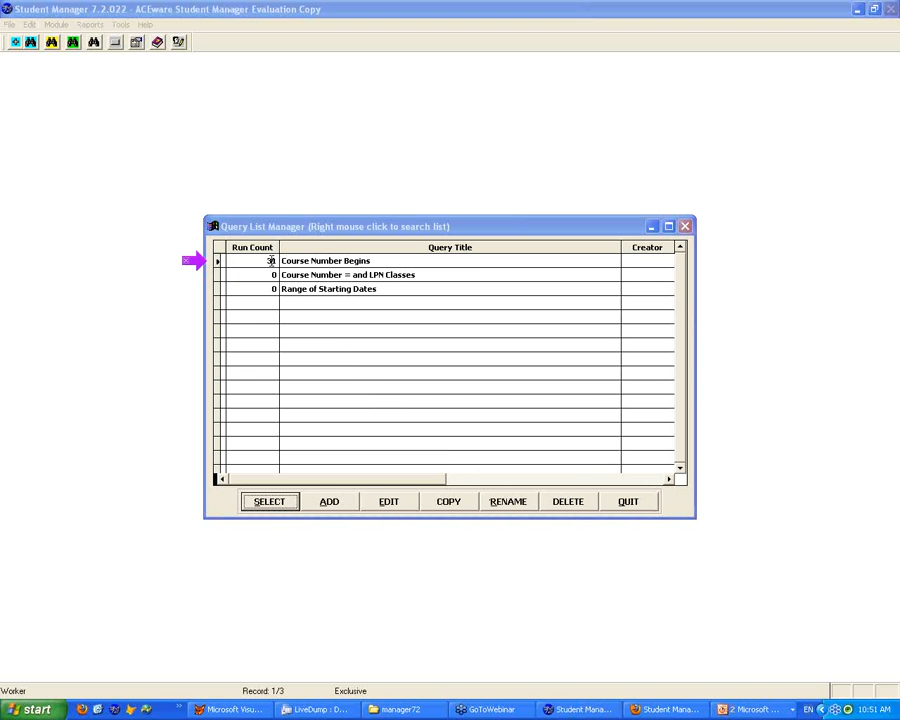 Student Manager 7.2.022 - ACEware Student Manager Evaluation Copy
File Edit Module Reports Tools Help
Query List Manager (Right mouse click to search list)
Run Count Query Title Creator
31 Course Number Begins
0 Course Number = and LPN Classes
0 Range of Starting Dates
SELECT ADD EDIT COPY RENAME DELETE QUIT
Worker Record: 1/3 Exclusive
start Microsoft Visu... LiveDump : D... manager72 GoToWebinar Student Mana... Student Mana... 2 Microsoft ... EN 10:51 AM